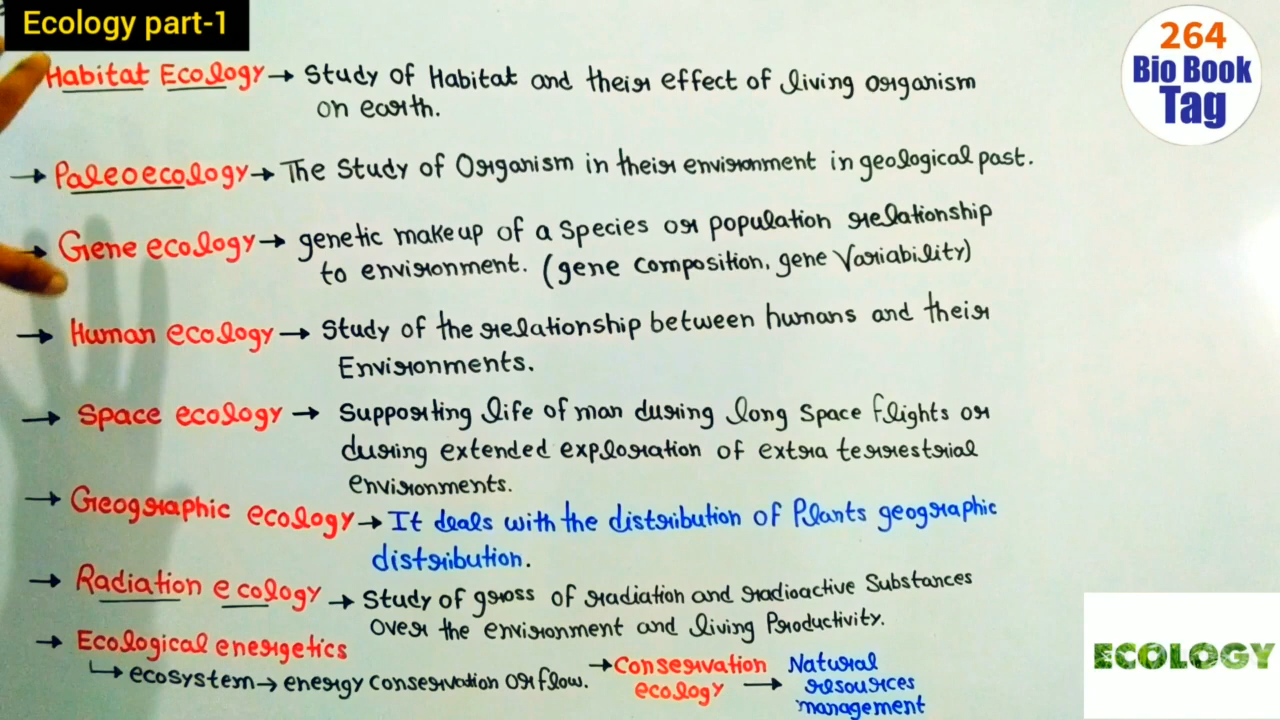 Ecology part-1
264
Bio Book
Tag
Habitat Ecology → Study of Habitat and their effect of living organism
on earth.
→ Paleoecology → The Study of Organism in their environment in geological past.
→ Gene ecology → genetic makeup of a Species or population relationship
to environment. (gene composition, gene Variability)
→ Human ecology → Study of the relationship between humans and their
Environments.
→ Space ecology → Supporting life of man during long Space flights or
during extended exploration of extra terrestrial
environments.
→ Geographic ecology → It deals with the distribution of Plants geographic
distribution.
→ Radiation ecology → Study of gross of radiation and radioactive Substances
over the environment and living Productivity.
→ Ecological energetics
↳ ecosystem → energy conservation or flow.
→ Conservation
ecology → Natural
resources
management
ECOLOGY